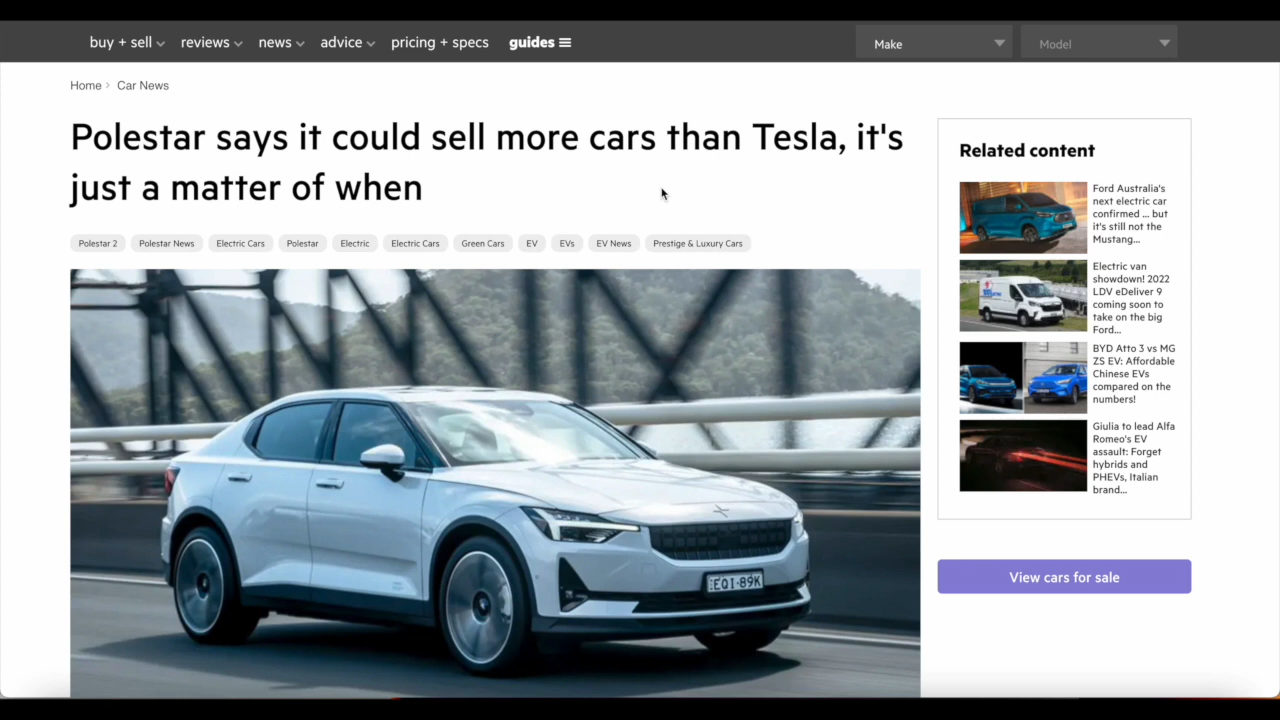 buy + sell reviews news advice pricing + specs guides Make Model
Home > Car News
Polestar says it could sell more cars than Tesla, it's
just a matter of when
Polestar 2 Polestar News Electric Cars Polestar Electric Electric Cars Green Cars EV EVs EV News Prestige & Luxury Cars
EQ1·89K
Related content
Ford Australia's
next electric car
confirmed ... but
it's still not the
Mustang...
Electric van
showdown! 2022
LDV eDeliver 9
coming soon to
take on the big
Ford...
BYD Atto 3 vs MG
ZS EV: Affordable
Chinese EVs
compared on the
numbers!
Giulia to lead Alfa
Romeo's EV
assault: Forget
hybrids and
PHEVs, Italian
brand...
View cars for sale